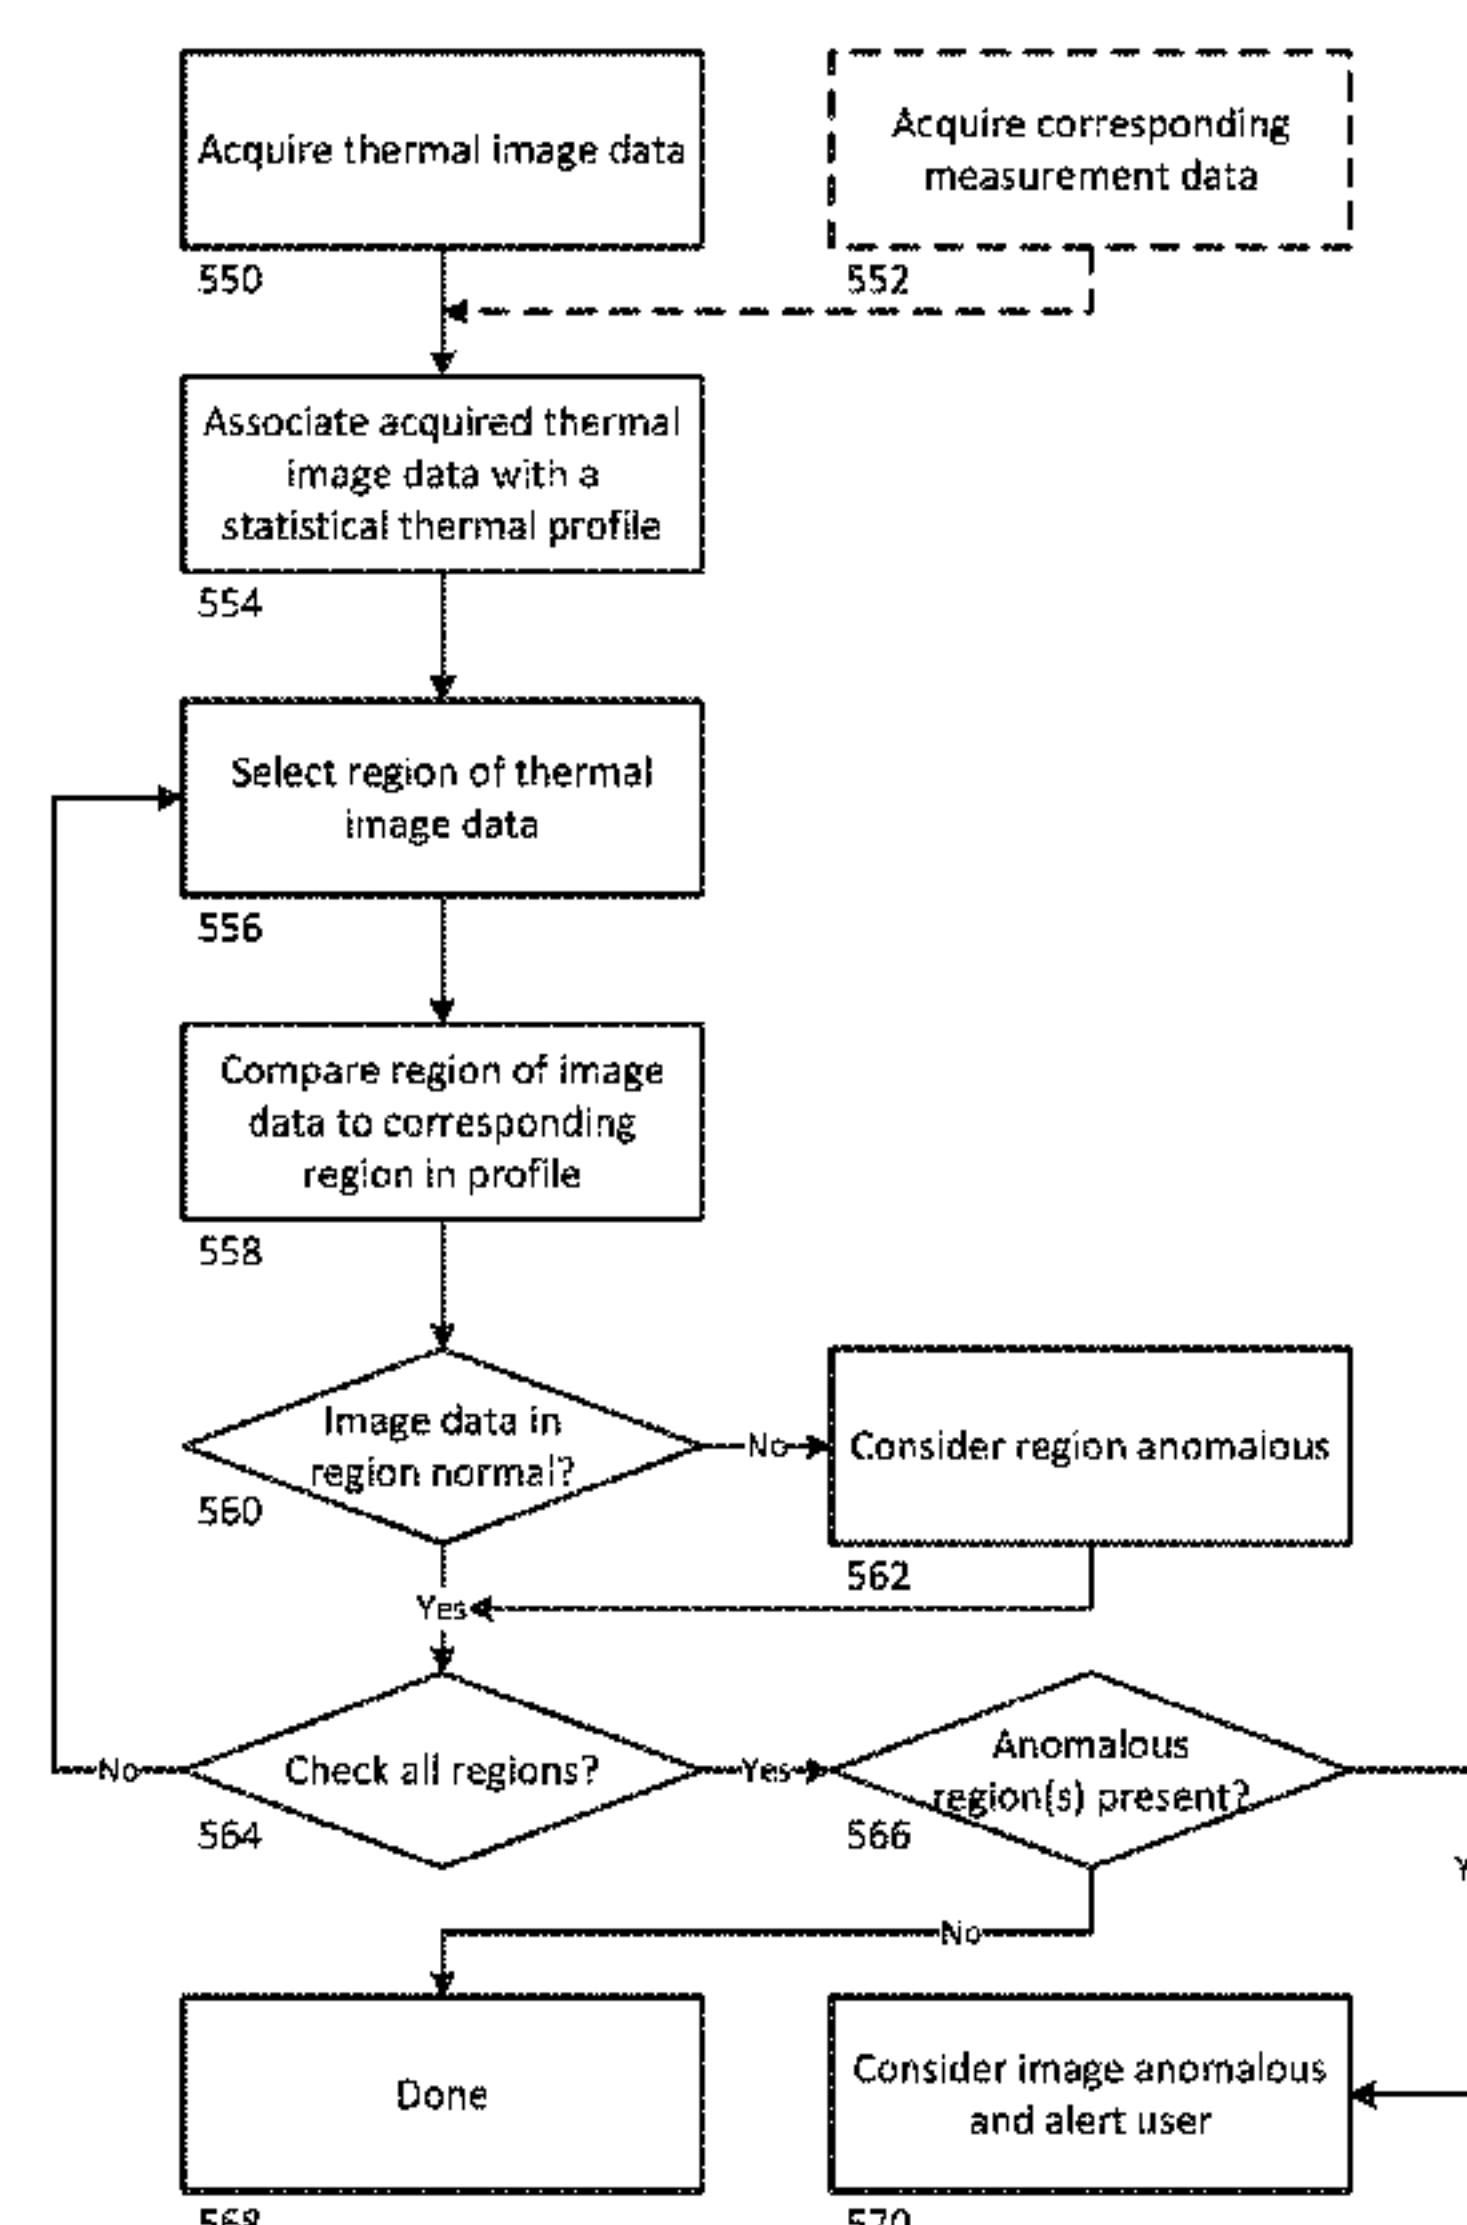 Acquire thermal image data
550
Acquire corresponding
measurement data
552
Associate acquired thermal
image data with a
statistical thermal profile
554
Select region of thermal
image data
556
Compare region of image
data to corresponding
region in profile
558
Image data in
region normal?
560
No
Consider region anomalous
562
Yes
Check all regions?
564
No
Yes
Anomalous
region(s) present?
566
No
Done
568
Consider image anomalous
and alert user
570